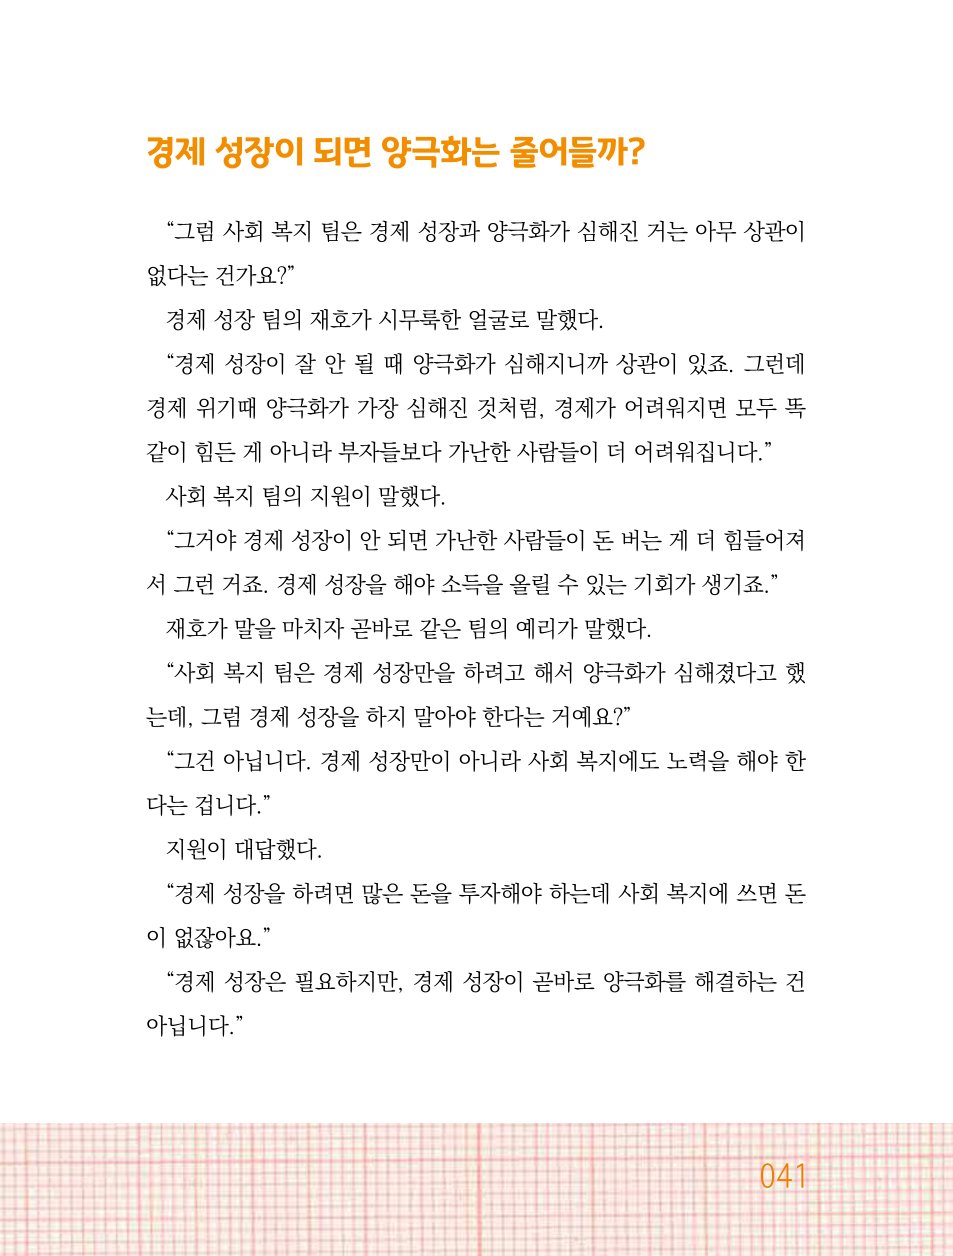 경제 성장이 되면 양극화는 줄어들까?
“그럼 사회 복지 팀은 경제 성장과 양극화가 심해진 거는 아무 상관이
없다는 건가요?”
경제 성장 팀의 재호가 시무룩한 얼굴로 말했다.
“경제 성장이 잘 안 될 때 양극화가 심해지니까 상관이 있죠. 그런데
경제 위기때 양극화가 가장 심해진 것처럼, 경제가 어려워지면 모두 똑
같이 힘든 게 아니라 부자들보다 가난한 사람들이 더 어려워집니다.”
사회 복지 팀의 지원이 말했다.
“그거야 경제 성장이 안 되면 가난한 사람들이 돈 버는 게 더 힘들어져
서 그런 거죠. 경제 성장을 해야 소득을 올릴 수 있는 기회가 생기죠.”
재호가 말을 마치자 곧바로 같은 팀의 예리가 말했다.
“사회 복지 팀은 경제 성장만을 하려고 해서 양극화가 심해졌다고 했
는데, 그럼 경제 성장을 하지 말아야 한다는 거예요?”
“그건 아닙니다. 경제 성장만이 아니라 사회 복지에도 노력을 해야 한
다는 겁니다.”
지원이 대답했다.
“경제 성장을 하려면 많은 돈을 투자해야 하는데 사회 복지에 쓰면 돈
이 없잖아요.”
“경제 성장은 필요하지만, 경제 성장이 곧바로 양극화를 해결하는 건
아닙니다.”
041